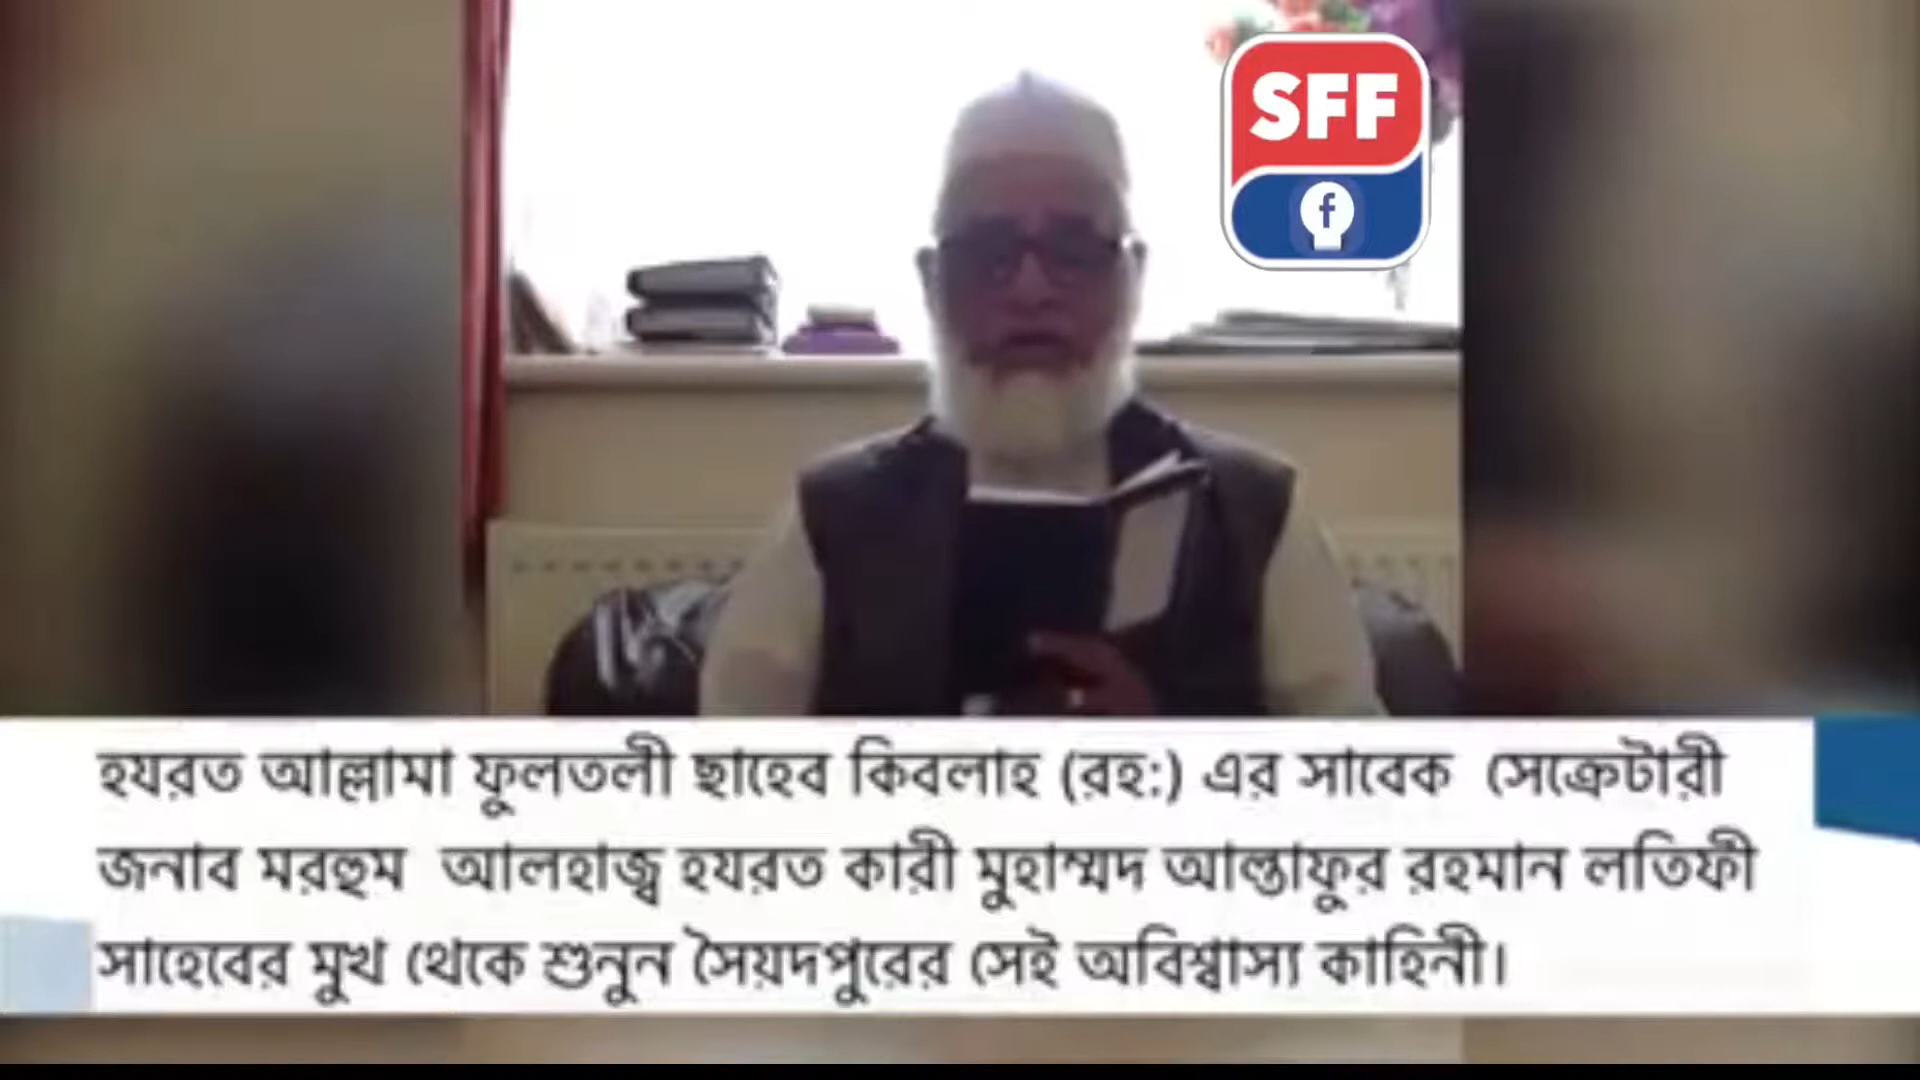 SFF
f
হযরত আল্লামা ফুলতলী ছাহেব কিবলাহ (রহ:) এর সাবেক সেক্রেটারী
জনাব মরহুম আলহাজ্ব হযরত কারী মুহাম্মদ আল্তাফুর রহমান লতিফী
সাহেবের মুখ থেকে শুনুন সৈয়দপুরের সেই অবিশ্বাস্য কাহিনী।